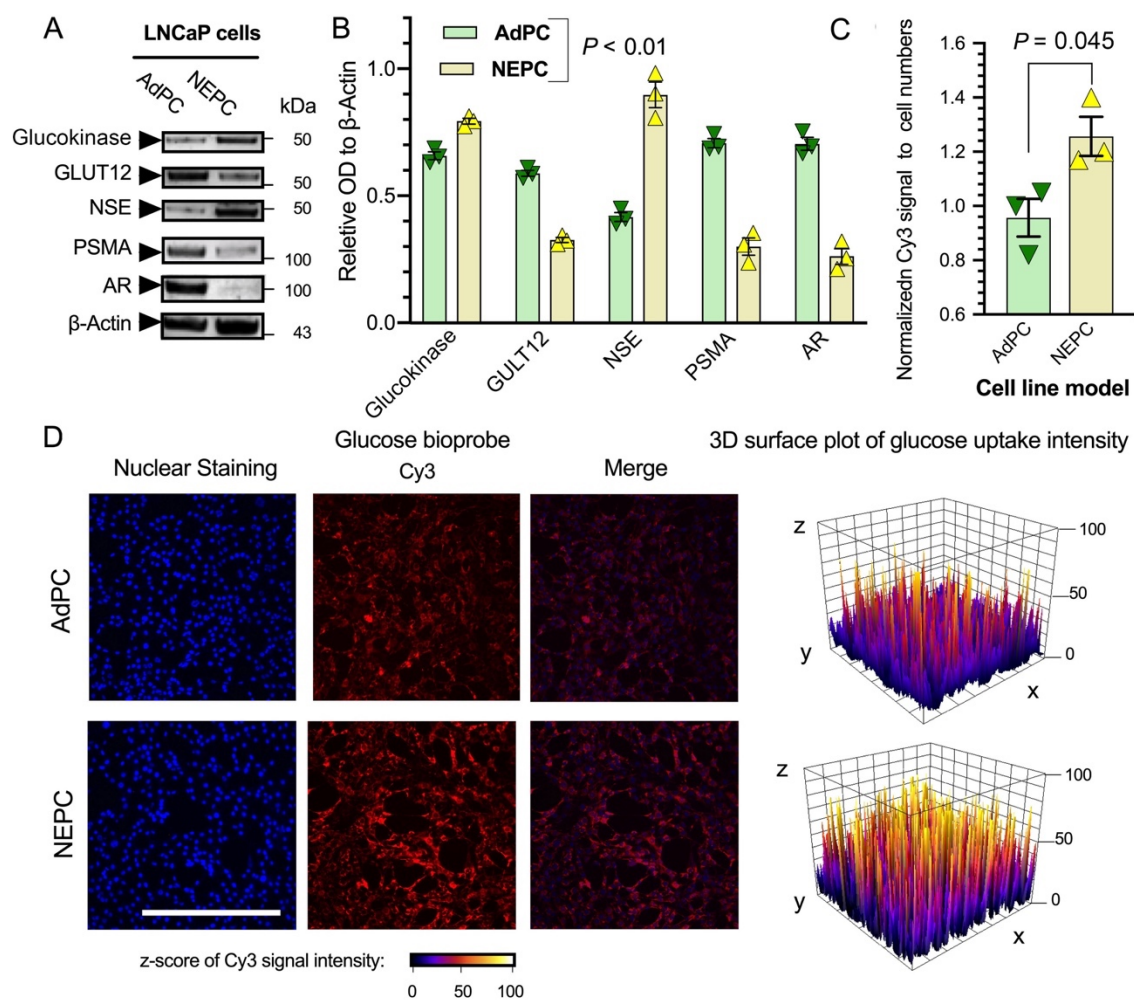 A
LNCaP cells
AdPC
NEPC
kDa
Glucokinase
50
GLUT12
50
NSE
50
PSMA
100
AR
100
β-Actin
43
B
AdPC
NEPC
P < 0.01
Relative OD to β-Actin
1.0
0.5
0.0
Glucokinase
GULT12
NSE
PSMA
AR
C
P = 0.045
Normalizedn Cy3 signal to cell numbers
1.6
1.4
1.2
1.0
0.8
0.6
AdPC
NEPC
Cell line model
D
Nuclear Staining
Glucose bioprobe
Cy3
Merge
3D surface plot of glucose uptake intensity
AdPC
z
100
50
0
y
x
NEPC
z
100
50
0
y
x
z-score of Cy3 signal intensity:
0 50 100